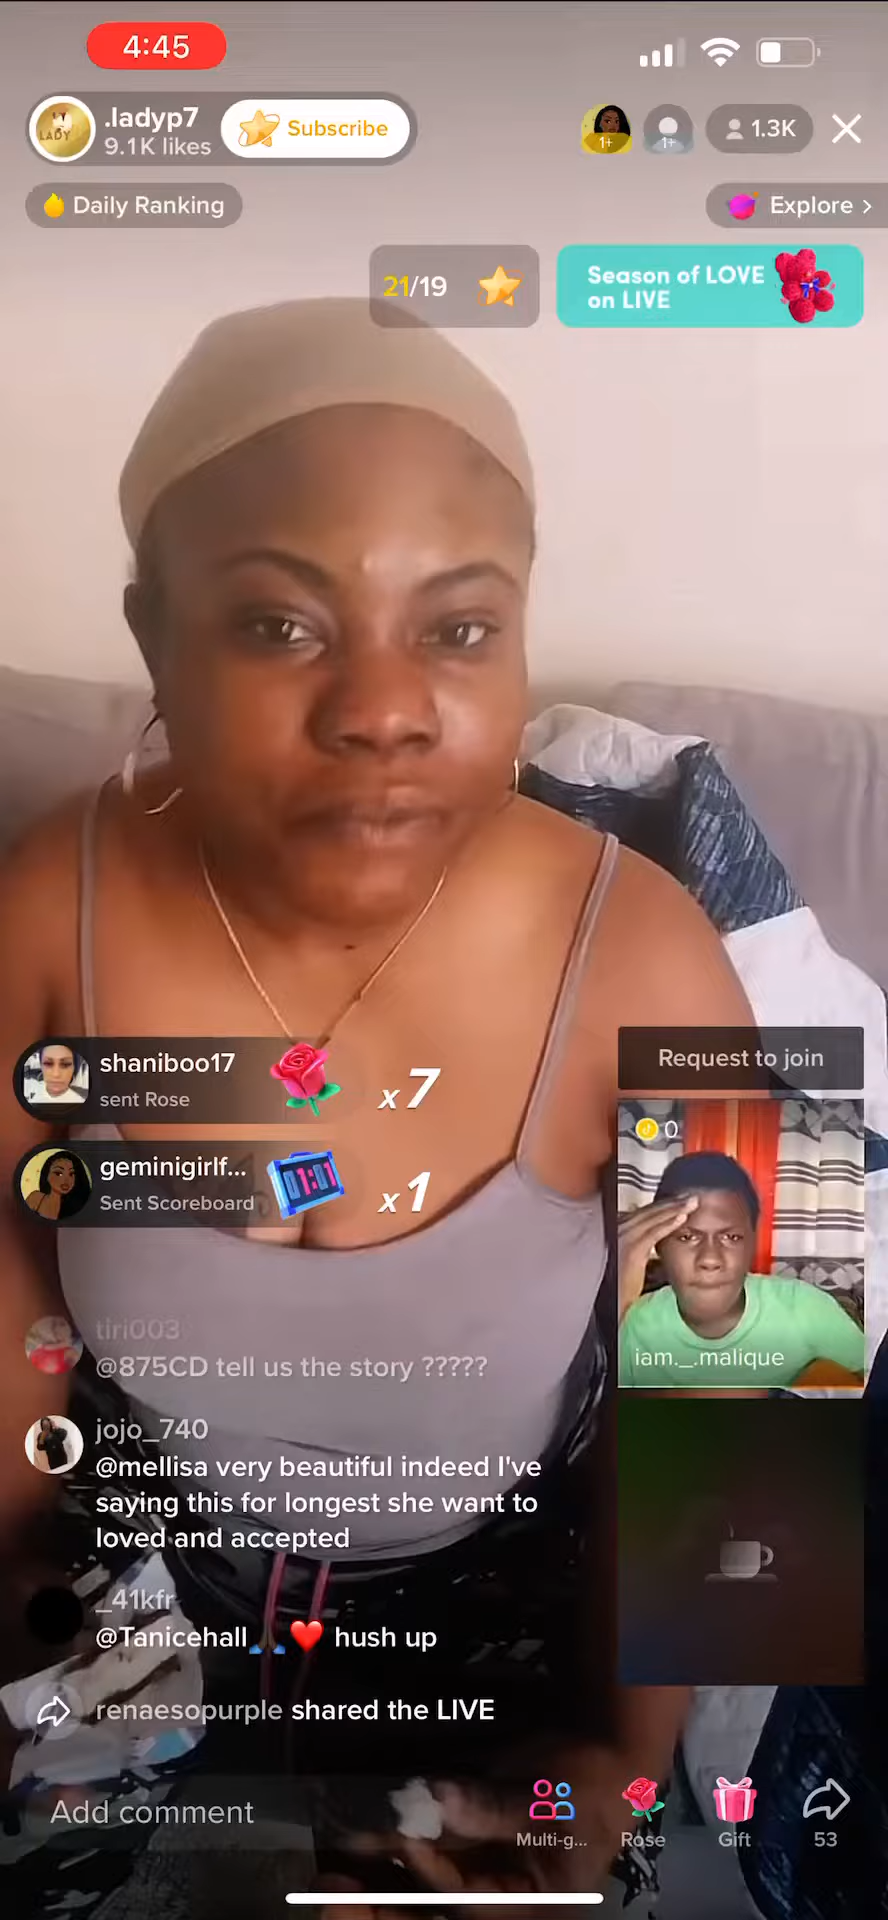 4:45
.ladyp7
9.1K likes
Subscribe
1+
1+
1.3K
Daily Ranking
Explore >
21/19
Season of LOVE
on LIVE
LADY
shaniboo17
sent Rose
x7
geminigirlf...
Sent Scoreboard
x1
Request to join
0
iam._.malique
tiri003
@875CD tell us the story ?????
jojo_740
@mellisa very beautiful indeed I've
saying this for longest she want to
loved and accepted
_41kfr
@Tanicehall🙏🏿❤️ hush up
renaesopurple shared the LIVE
Add comment
Multi-g...
Rose
Gift
53